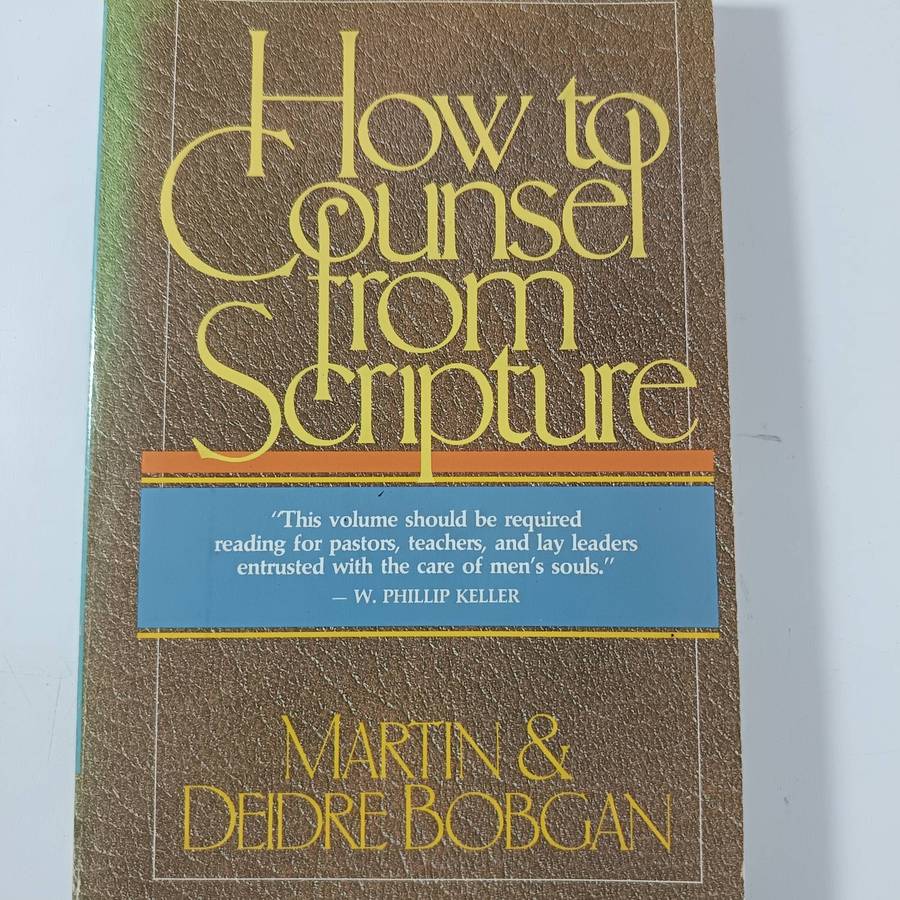 How to
Counsel
from
Scripture
"This volume should be required
reading for pastors, teachers, and lay leaders
entrusted with the care of men's souls."
— W. PHILLIP KELLER
MARTIN &
DEIDRE BOBGAN